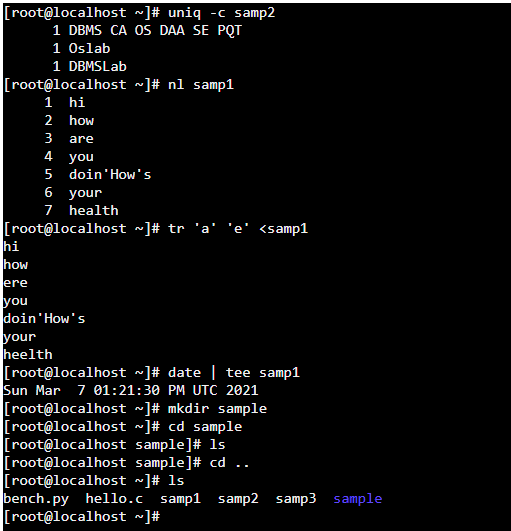 [root@localhost ~]# uniq -c samp2
      1 DBMS CA OS DAA SE PQT
      1 Oslab
      1 DBMSLab
[root@localhost ~]# nl samp1
     1  hi
     2  how
     3  are
     4  you
     5  doin'How's
     6  your
     7  health
[root@localhost ~]# tr 'a' 'e' <samp1
hi
how
ere
you
doin'How's
your
heelth
[root@localhost ~]# date | tee samp1
Sun Mar  7 01:21:30 PM UTC 2021
[root@localhost ~]# mkdir sample
[root@localhost ~]# cd sample
[root@localhost sample]# ls
[root@localhost sample]# cd ..
[root@localhost ~]# ls
bench.py  hello.c  samp1  samp2  samp3  sample
[root@localhost ~]#